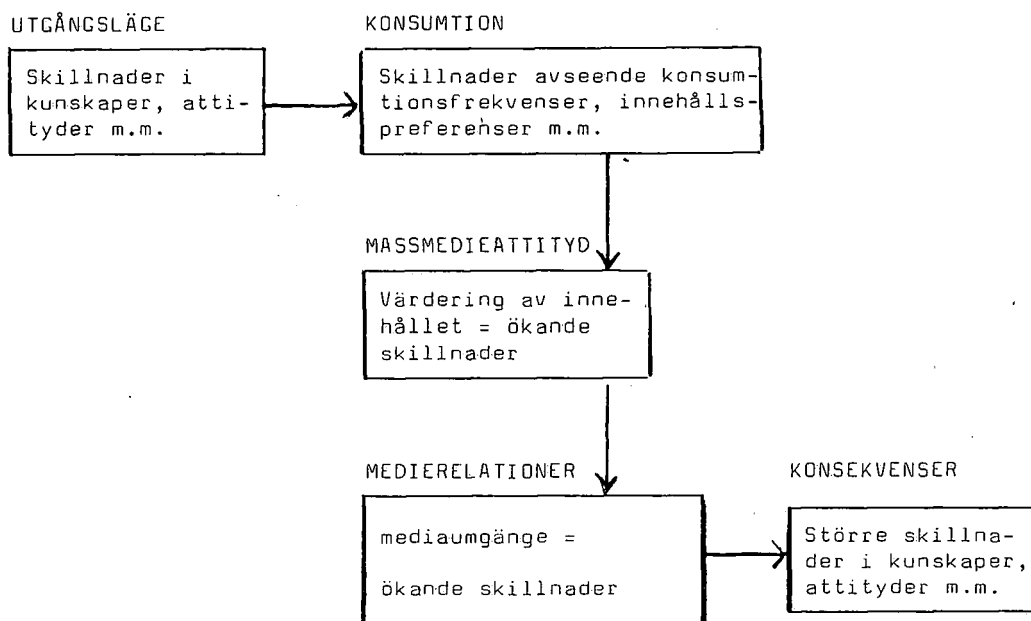 UTGÅNGSLÄGE
Skillnader i
kunskaper, atti-
tyder m.m.
KONSUMTION
Skillnader avseende konsum-
tionsfrekvenser, innehålls-
preferenser m.m.
MASSMEDIEATTITYD
Värdering av inne-
hållet = ökande
skillnader
MEDIERELATIONER
mediaumgänge =
ökande skillnader
KONSEKVENSER
Större skillna-
der i kunskaper,
attityder m.m.